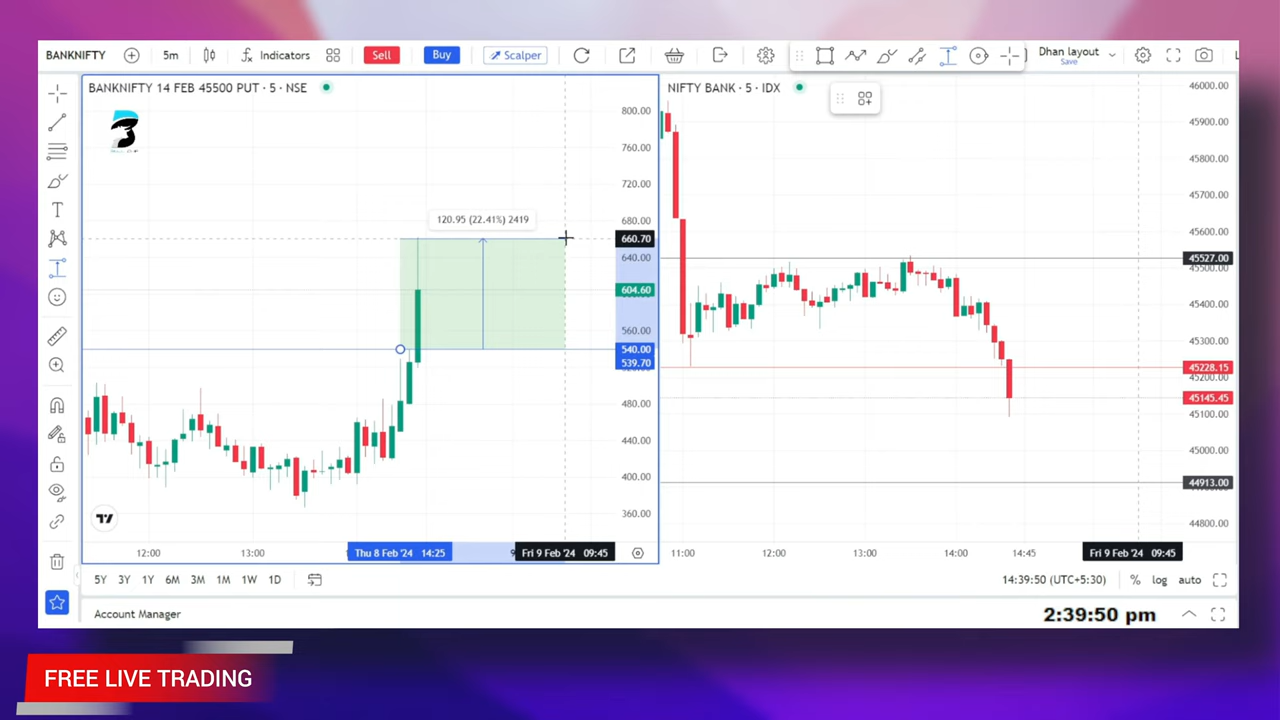 BANKNIFTY 5m Indicators Sell Buy Scalper Dhan layout
Save
BANKNIFTY 14 FEB 45500 PUT · 5 · NSE
NIFTY BANK · 5 · IDX
800.00
760.00
720.00
680.00
660.70
640.00
604.60
560.00
540.00
539.70
480.00
440.00
400.00
360.00
120.95 (22.41%) 2419
46000.00
45900.00
45800.00
45700.00
45600.00
45527.00
45500.00
45400.00
45300.00
45228.15
45200.00
45145.45
45100.00
45000.00
44913.00
44800.00
12:00 13:00 Thu 8 Feb '24 14:25 Fri 9 Feb '24 09:45
11:00 12:00 13:00 14:00 14:45 Fri 9 Feb '24 09:45
5Y 3Y 1Y 6M 3M 1M 1W 1D
14:39:50 (UTC+5:30) % log auto
Account Manager
2:39:50 pm
FREE LIVE TRADING